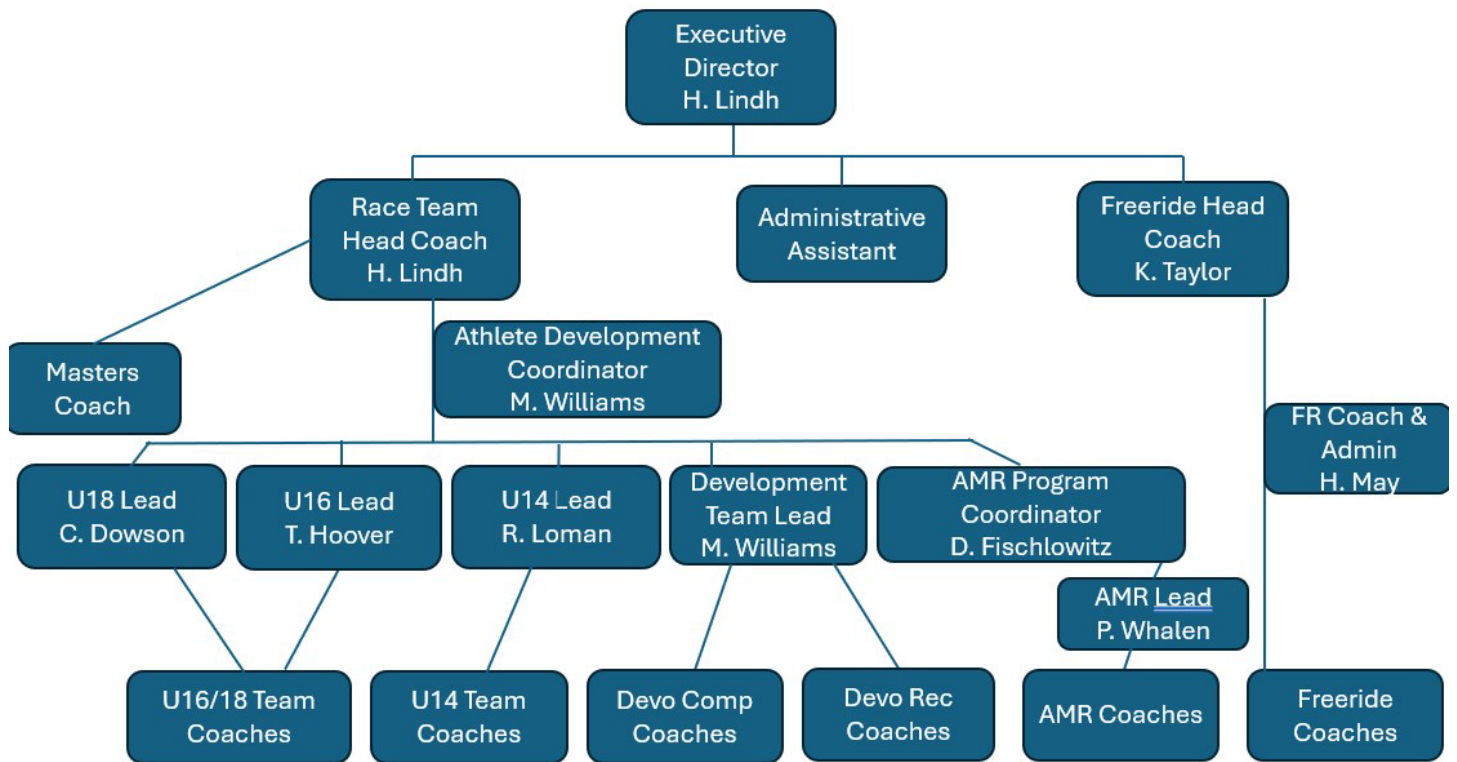 Executive
Director
H. Lindh
Race Team
Head Coach
H. Lindh
Administrative
Assistant
Freeride Head
Coach
K. Taylor
Masters
Coach
Athlete Development
Coordinator
M. Williams
FR Coach &
Admin
H. May
U18 Lead
C. Dowson
U16 Lead
T. Hoover
U14 Lead
R. Loman
Development
Team Lead
M. Williams
AMR Program
Coordinator
D. Fischlowitz
AMR Lead
P. Whalen
U16/18 Team
Coaches
U14 Team
Coaches
Devo Comp
Coaches
Devo Rec
Coaches
AMR Coaches
Freeride
Coaches